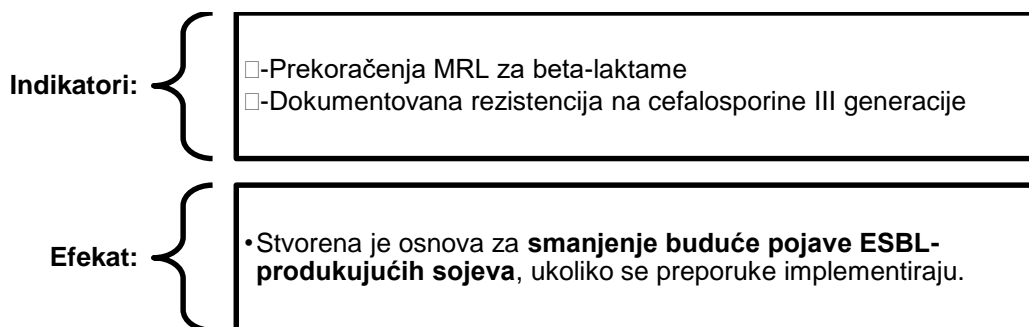 Indikatori:
□-Prekoračenja MRL za beta-laktame
□-Dokumentovana rezistencija na cefalosporine III generacije
Efekat:
•Stvorena je osnova za smanjenje buduće pojave ESBL-
produkujućih sojeva, ukoliko se preporuke implementiraju.